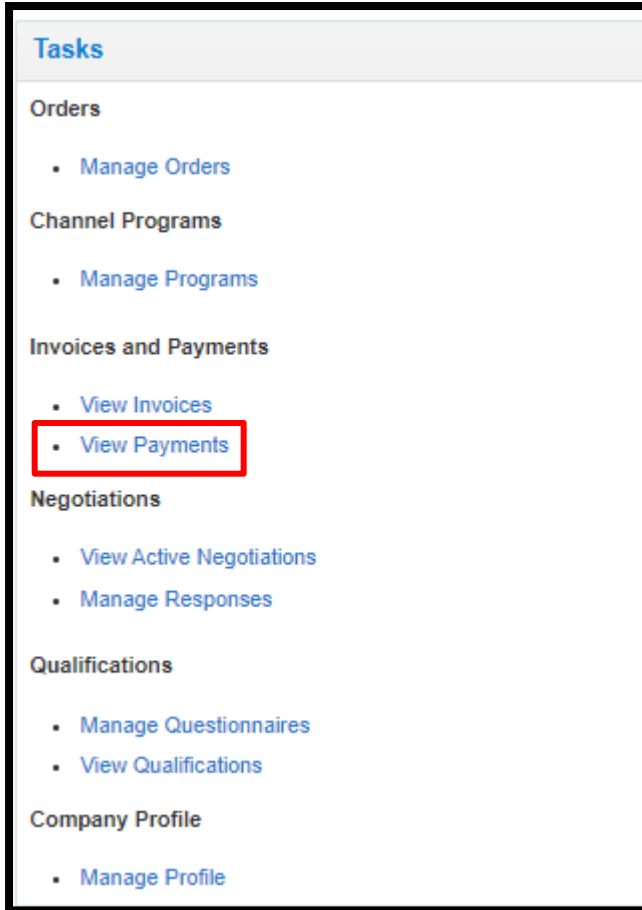 Tasks
Orders
• Manage Orders
Channel Programs
• Manage Programs
Invoices and Payments
• View Invoices
• View Payments
Negotiations
• View Active Negotiations
• Manage Responses
Qualifications
• Manage Questionnaires
• View Qualifications
Company Profile
• Manage Profile